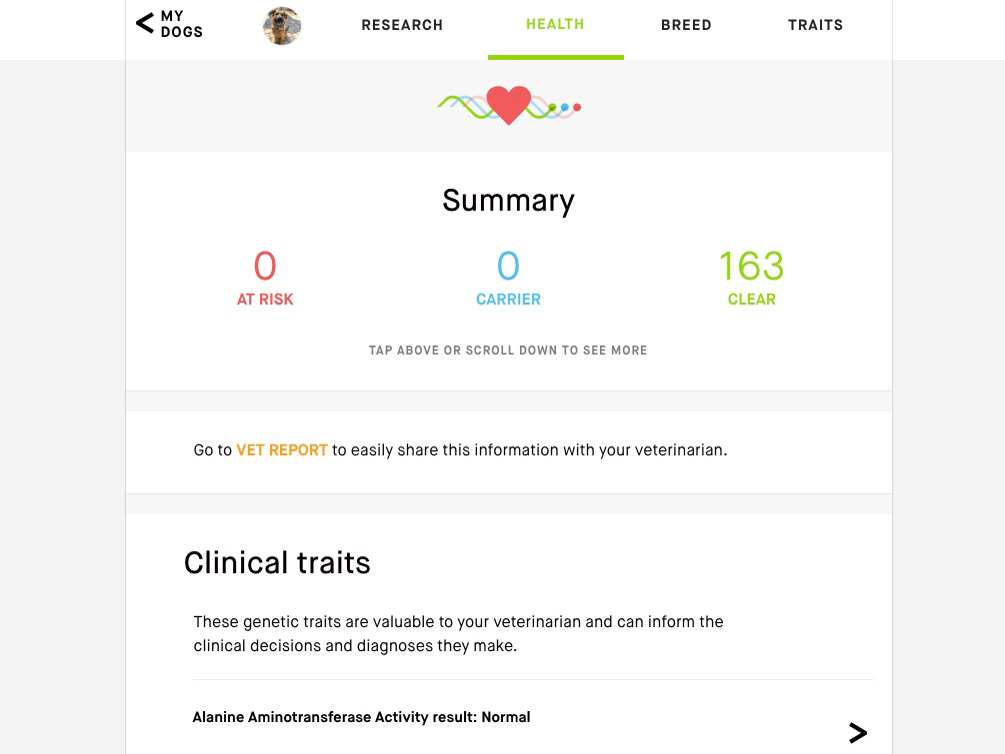 MY
DOGS
RESEARCH
HEALTH
BREED
TRAITS
Summary
0
AT RISK
0
CARRIER
163
CLEAR
TAP ABOVE OR SCROLL DOWN TO SEE MORE
Go to VET REPORT to easily share this information with your veterinarian.
Clinical traits
These genetic traits are valuable to your veterinarian and can inform the
clinical decisions and diagnoses they make.
Alanine Aminotransferase Activity result: Normal